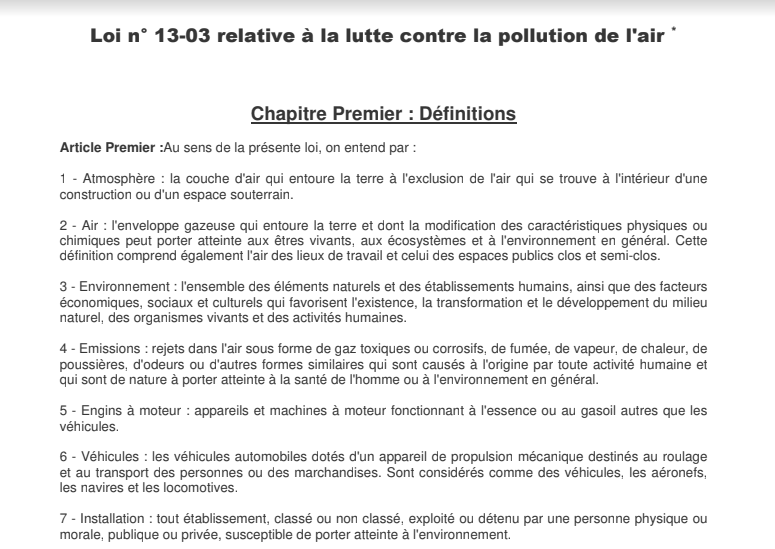 Loi n° 13-03 relative à la lutte contre la pollution de l'air *
Chapitre Premier : Définitions
Article Premier :Au sens de la présente loi, on entend par :
1 - Atmosphère : la couche d'air qui entoure la terre à l'exclusion de l'air qui se trouve à l'intérieur d'une
construction ou d'un espace souterrain.
2 - Air : l'enveloppe gazeuse qui entoure la terre et dont la modification des caractéristiques physiques ou
chimiques peut porter atteinte aux êtres vivants, aux écosystèmes et à l'environnement en général. Cette
définition comprend également l'air des lieux de travail et celui des espaces publics clos et semi-clos.
3 - Environnement : l'ensemble des éléments naturels et des établissements humains, ainsi que des facteurs
économiques, sociaux et culturels qui favorisent l'existence, la transformation et le développement du milieu
naturel, des organismes vivants et des activités humaines.
4 - Emissions : rejets dans l'air sous forme de gaz toxiques ou corrosifs, de fumée, de vapeur, de chaleur, de
poussières, d'odeurs ou d'autres formes similaires qui sont causés à l'origine par toute activité humaine et
qui sont de nature à porter atteinte à la santé de l'homme ou à l'environnement en général.
5 - Engins à moteur : appareils et machines à moteur fonctionnant à l'essence ou au gasoil autres que les
véhicules.
6 - Véhicules : les véhicules automobiles dotés d'un appareil de propulsion mécanique destinés au roulage
et au transport des personnes ou des marchandises. Sont considérés comme des véhicules, les aéronefs,
les navires et les locomotives.
7 - Installation : tout établissement, classé ou non classé, exploité ou détenu par une personne physique ou
morale, publique ou privée, susceptible de porter atteinte à l'environnement.